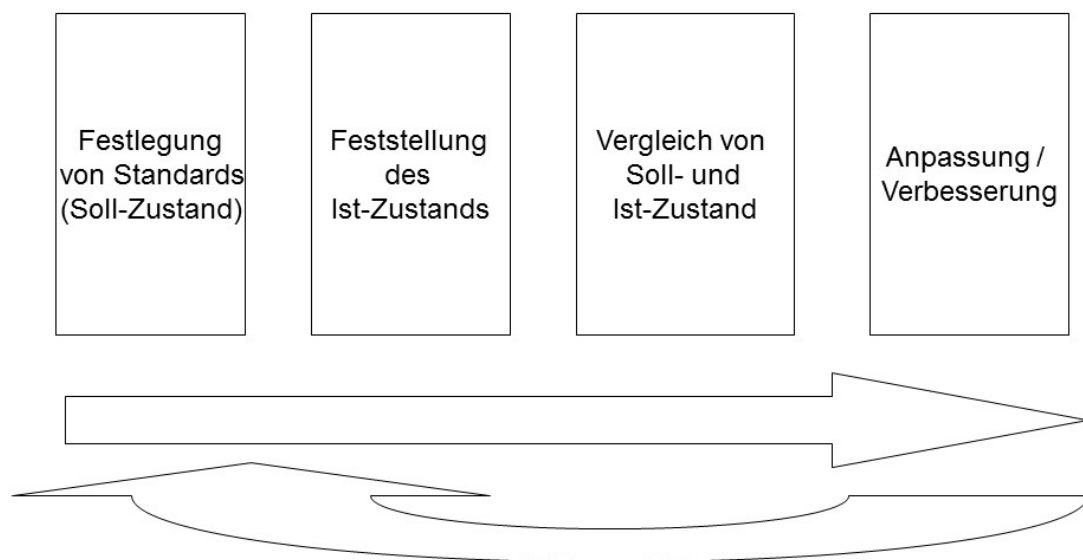 Festlegung
von Standards
(Soll-Zustand)
Feststellung
des
Ist-Zustands
Vergleich von
Soll- und
Ist-Zustand
Anpassung /
Verbesserung